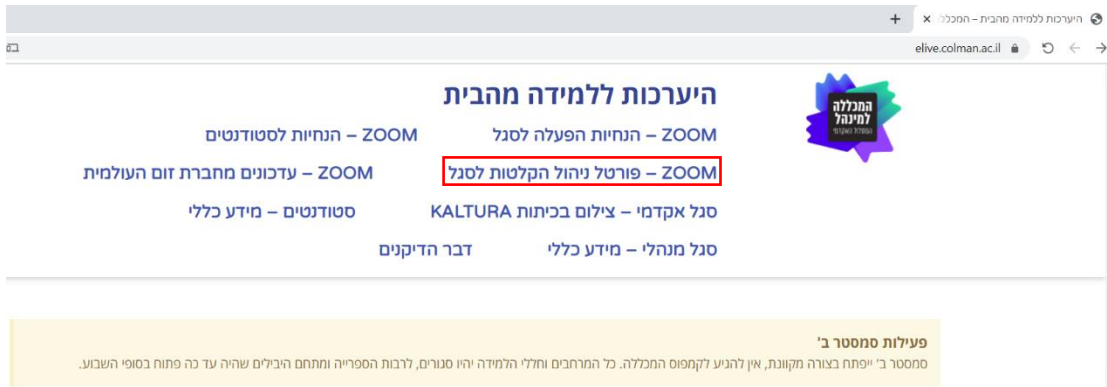 היערכות ללמידה מהבית – המכלל
elive.colman.ac.il
המכללה
למינהל
המסלול האקדמי
היערכות ללמידה מהבית
ZOOM – הנחיות הפעלה לסגל ZOOM – הנחיות לסטודנטים
ZOOM – פורטל ניהול הקלטות לסגל ZOOM – עדכונים מחברת זום העולמית
סגל אקדמי – צילום בכיתות KALTURA סטודנטים – מידע כללי
סגל מנהלי – מידע כללי דבר הדיקנים
פעילות סמסטר ב'
סמסטר ב' ייפתח בצורה מקוונת, אין להגיע לקמפוס המכללה. כל המרחבים וחללי הלמידה יהיו סגורים, לרבות הספרייה ומתחם היבילים שהיה עד כה פתוח בסופי השבוע.